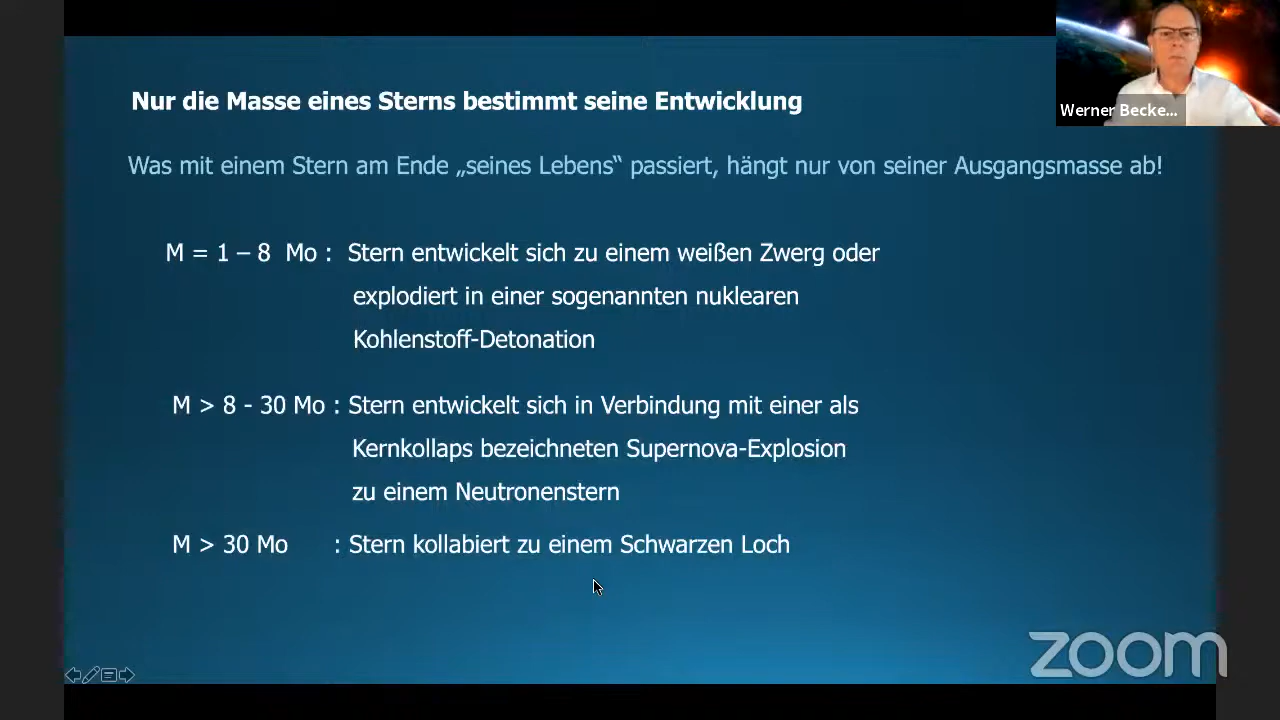 Nur die Masse eines Sterns bestimmt seine Entwicklung
Was mit einem Stern am Ende „seines Lebens“ passiert, hängt nur von seiner Ausgangsmasse ab!
M = 1 – 8 Mo : Stern entwickelt sich zu einem weißen Zwerg oder
explodiert in einer sogenannten nuklearen
Kohlenstoff-Detonation
M > 8 - 30 Mo : Stern entwickelt sich in Verbindung mit einer als
Kernkollaps bezeichneten Supernova-Explosion
zu einem Neutronenstern
M > 30 Mo : Stern kollabiert zu einem Schwarzen Loch
Werner Becke...
zoom